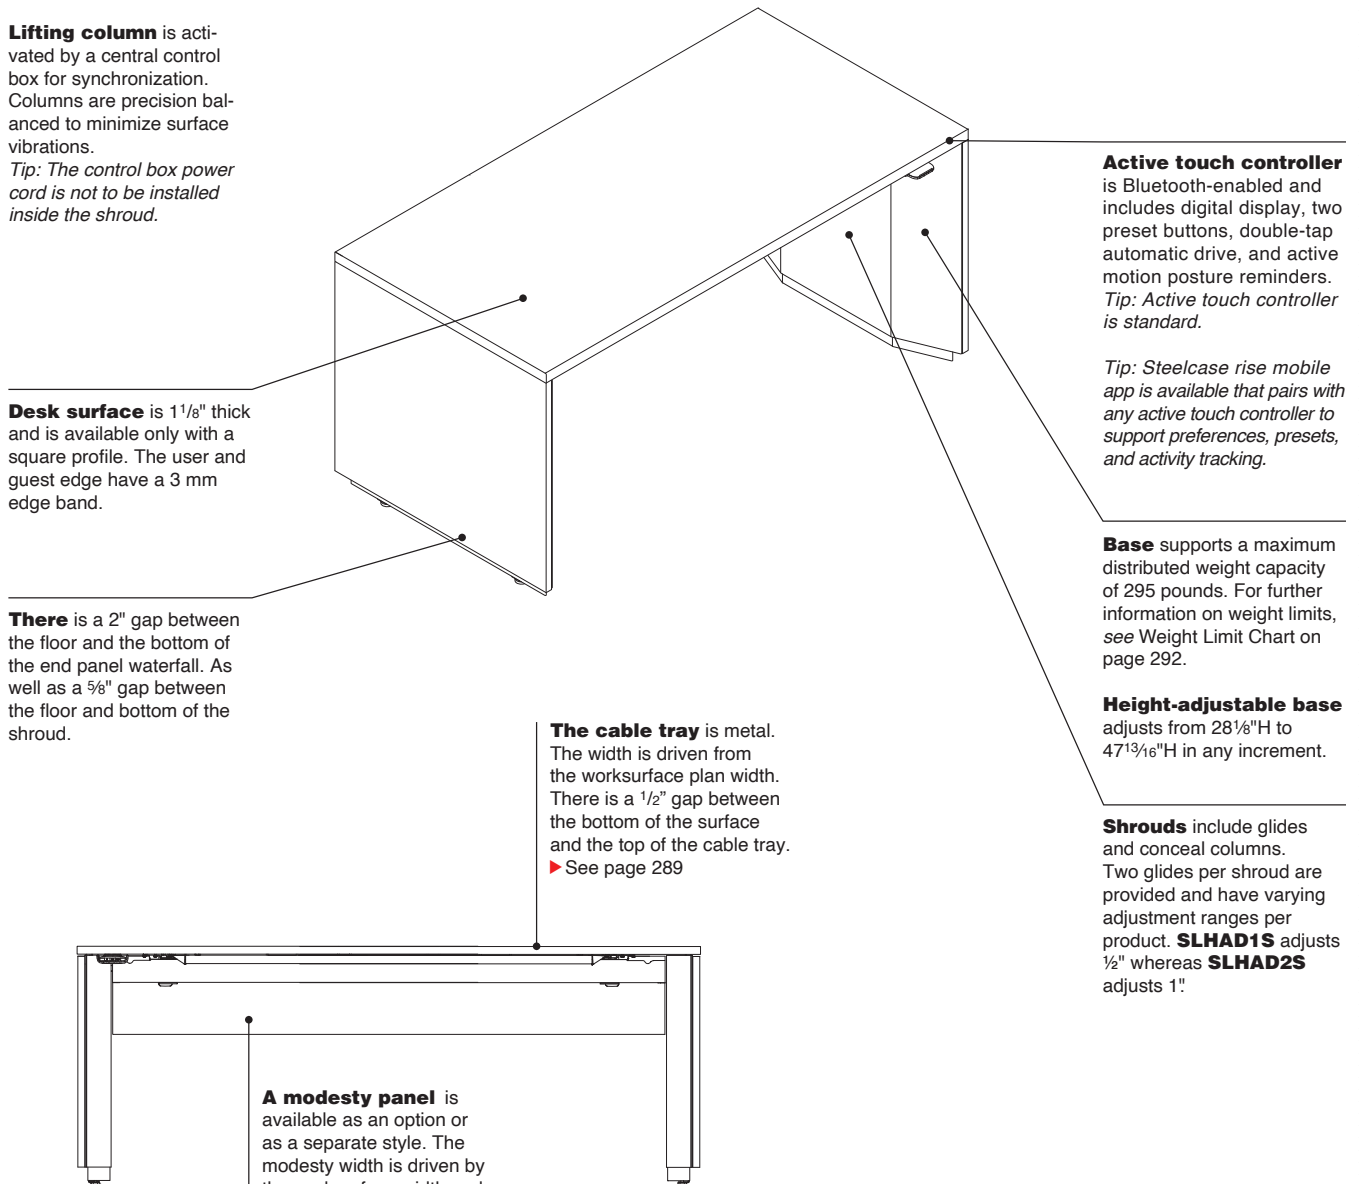 Lifting column is acti-
vated by a central control
box for synchronization.
Columns are precision bal-
anced to minimize surface
vibrations.
Tip: The control box power
cord is not to be installed
inside the shroud.
Desk surface is 1 1/8" thick
and is available only with a
square profile. The user and
guest edge have a 3 mm
edge band.
There is a 2" gap between
the floor and the bottom of
the end panel waterfall. As
well as a 5/8" gap between
the floor and bottom of the
shroud.
The cable tray is metal.
The width is driven from
the worksurface plan width.
There is a 1/2” gap between
the bottom of the surface
and the top of the cable tray.
▶ See page 289
A modesty panel is
available as an option or
as a separate style. The
modesty width is driven by
Active touch controller
is Bluetooth-enabled and
includes digital display, two
preset buttons, double-tap
automatic drive, and active
motion posture reminders.
Tip: Active touch controller
is standard.
Tip: Steelcase rise mobile
app is available that pairs with
any active touch controller to
support preferences, presets,
and activity tracking.
Base supports a maximum
distributed weight capacity
of 295 pounds. For further
information on weight limits,
see Weight Limit Chart on
page 292.
Height-adjustable base
adjusts from 28 1/8"H to
47 13/16"H in any increment.
Shrouds include glides
and conceal columns.
Two glides per shroud are
provided and have varying
adjustment ranges per
product. SLHAD1S adjusts
½" whereas SLHAD2S
adjusts 1".